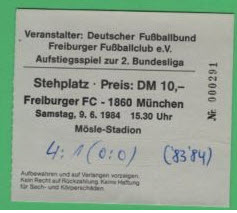 Veranstalter: Deutscher Fußballbund
Freiburger Fußballclub e.V.
Aufstiegsspiel zur 2. Bundesliga
Stehplatz · Preis: DM 10,–
Freiburger FC - 1860 München
Samstag, 9. 6. 1984 15.30 Uhr
Mösle-Stadion
№ 000291
4:1 (0:0) ('83'84)
Aufbewahren und auf Verlangen vorzeigen.
Kein Recht auf Rückzahlung. Keine Haftung
für Sach- und Körperschäden.